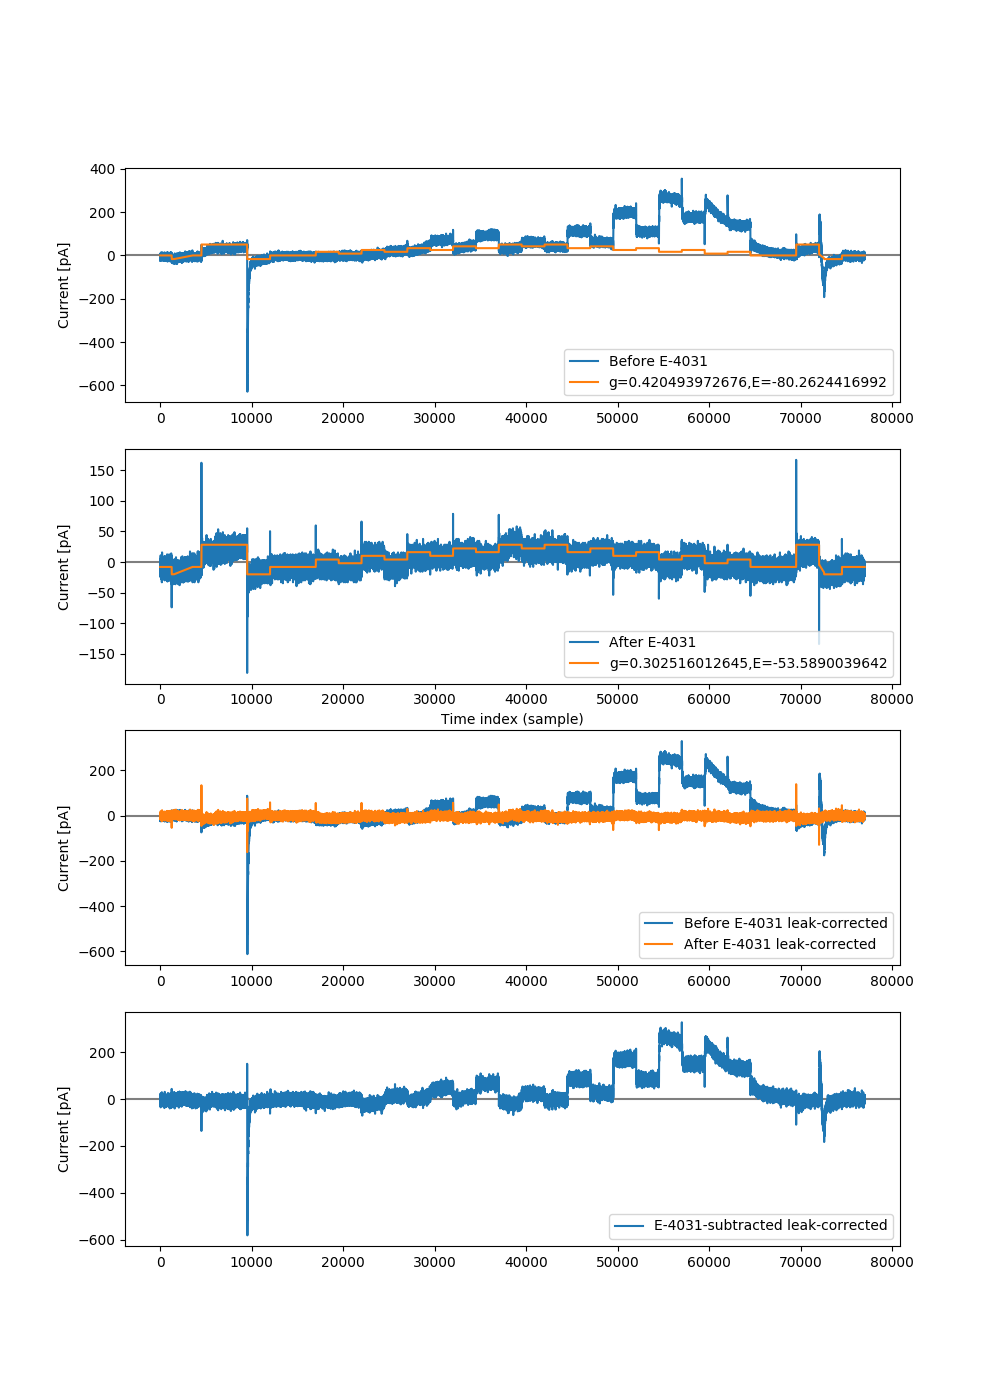 400
200
0
−200
−400
−600
Current [pA]
Before E-4031
g=0.420493972676,E=-80.2624416992
0 10000 20000 30000 40000 50000 60000 70000 80000
150
100
50
0
−50
−100
−150
Current [pA]
After E-4031
g=0.302516012645,E=-53.5890039642
0 10000 20000 30000 40000 50000 60000 70000 80000
Time index (sample)
200
0
−200
−400
−600
Current [pA]
Before E-4031 leak-corrected
After E-4031 leak-corrected
0 10000 20000 30000 40000 50000 60000 70000 80000
200
0
−200
−400
−600
Current [pA]
E-4031-subtracted leak-corrected
0 10000 20000 30000 40000 50000 60000 70000 80000